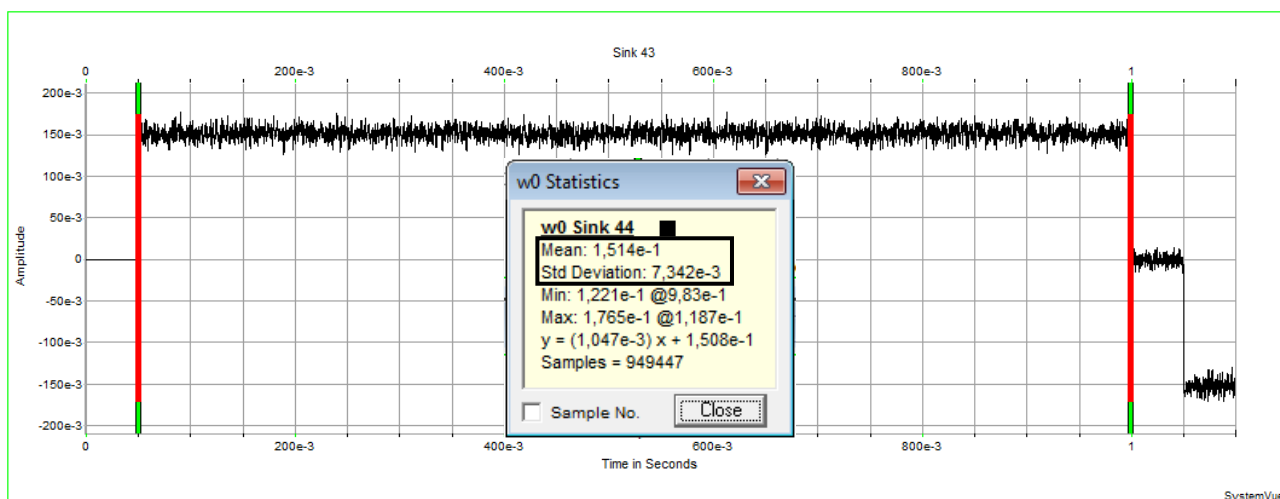 Sink 43
0 200e-3 400e-3 600e-3 800e-3 1
200e-3
150e-3
100e-3
50e-3
0
-50e-3
-100e-3
-150e-3
-200e-3
Amplitude
w0 Statistics
w0 Sink 44
Mean: 1,514e-1
Std Deviation: 7,342e-3
Min: 1,221e-1 @9,83e-1
Max: 1,765e-1 @1,187e-1
y = (1,047e-3) x + 1,508e-1
Samples = 949447
Sample No.
Close
0 200e-3 400e-3 600e-3 800e-3 1
Time in Seconds
SystemVue